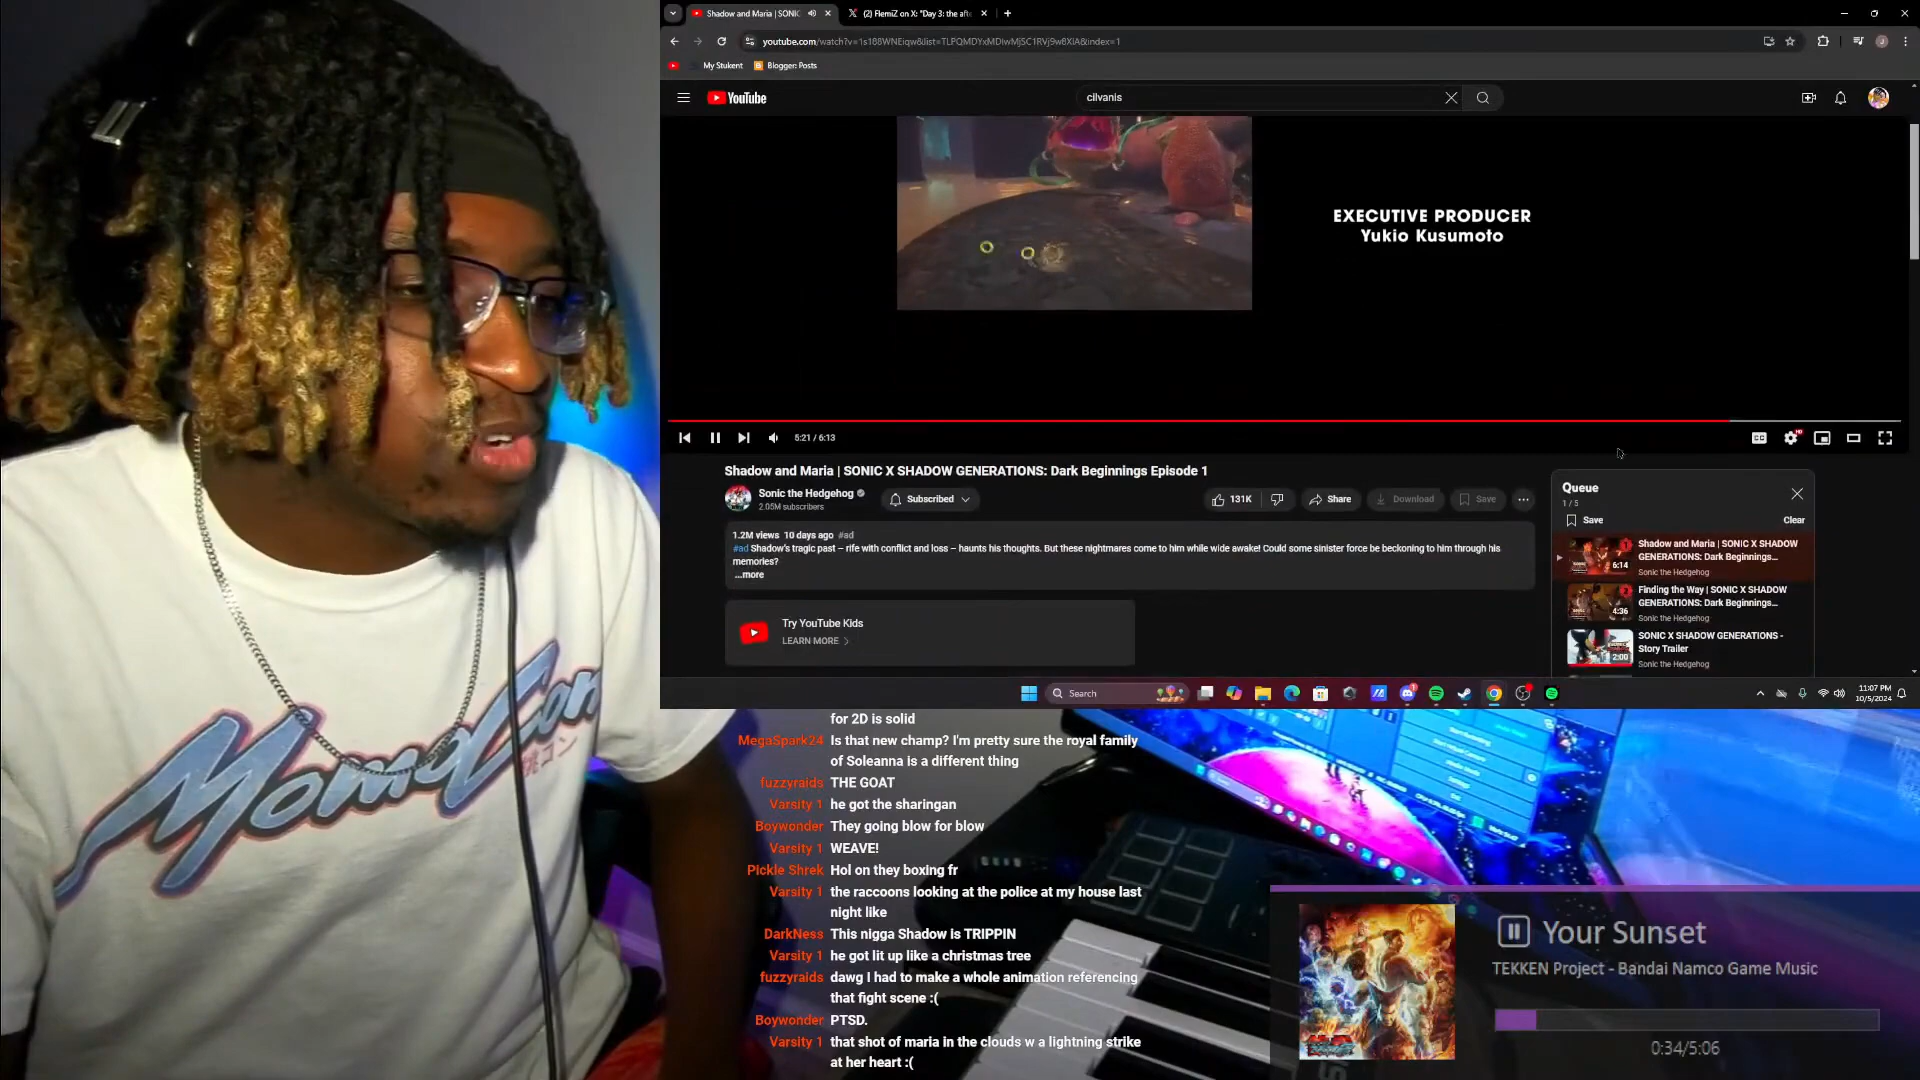 Shadow and Maria | SONIC
(2) FlemiZ on X: "Day 3: the aft
youtube.com/watch?v=1s188WNEiqw&list=TLPQMDYxMDIwMjSC1RVj9w8XiA&index=1
My Stukent
Blogger: Posts
YouTube
cilvanis
EXECUTIVE PRODUCER
Yukio Kusumoto
5:21 / 6:13
Shadow and Maria | SONIC X SHADOW GENERATIONS: Dark Beginnings Episode 1
Sonic the Hedgehog
2.05M subscribers
Subscribed
131K
Share
Download
Save
1.2M views 10 days ago #ad
#ad Shadow's tragic past – rife with conflict and loss – haunts his thoughts. But these nightmares come to him while wide awake! Could some sinister force be beckoning to him through his
memories?
...more
Try YouTube Kids
LEARN MORE
Queue
1 / 5
Save
Clear
Shadow and Maria | SONIC X SHADOW
GENERATIONS: Dark Beginnings...
Sonic the Hedgehog
6:14
Finding the Way | SONIC X SHADOW
GENERATIONS: Dark Beginnings...
Sonic the Hedgehog
4:36
SONIC X SHADOW GENERATIONS -
Story Trailer
Sonic the Hedgehog
2:00
Search
11:07 PM
10/5/2024
for 2D is solid
MegaSpark24 Is that new champ? I'm pretty sure the royal family
of Soleanna is a different thing
fuzzyraids THE GOAT
Varsity 1 he got the sharingan
Boywonder They going blow for blow
Varsity 1 WEAVE!
Pickle Shrek Hol on they boxing fr
Varsity 1 the raccoons looking at the police at my house last
night like
DarkNess This nigga Shadow is TRIPPIN
Varsity 1 he got lit up like a christmas tree
fuzzyraids dawg I had to make a whole animation referencing
that fight scene :(
Boywonder PTSD.
Varsity 1 that shot of maria in the clouds w a lightning strike
at her heart :(
MomoCon
Your Sunset
TEKKEN Project - Bandai Namco Game Music
0:34/5:06